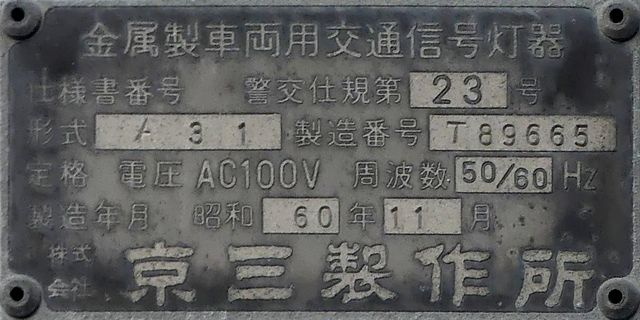 金属製車両用交通信号灯器
仕様書番号 警交仕規第 23 号
形式 A31 製造番号 T89665
定格 電圧 AC100V 周波数 50/60 Hz
製造年月 昭和 60 年 11 月
株式会社 京三製作所